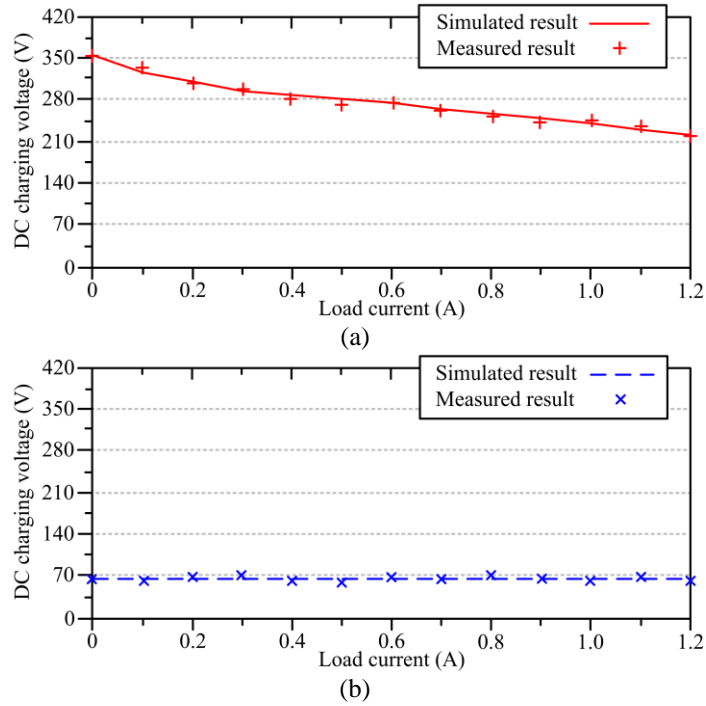 420
350
280
210
140
70
0
DC charging voltage (V)
Simulated result
Measured result
0 0.2 0.4 0.6 0.8 1.0 1.2
Load current (A)
(a)
420
350
280
210
140
70
0
DC charging voltage (V)
Simulated result
Measured result
0 0.2 0.4 0.6 0.8 1.0 1.2
Load current (A)
(b)